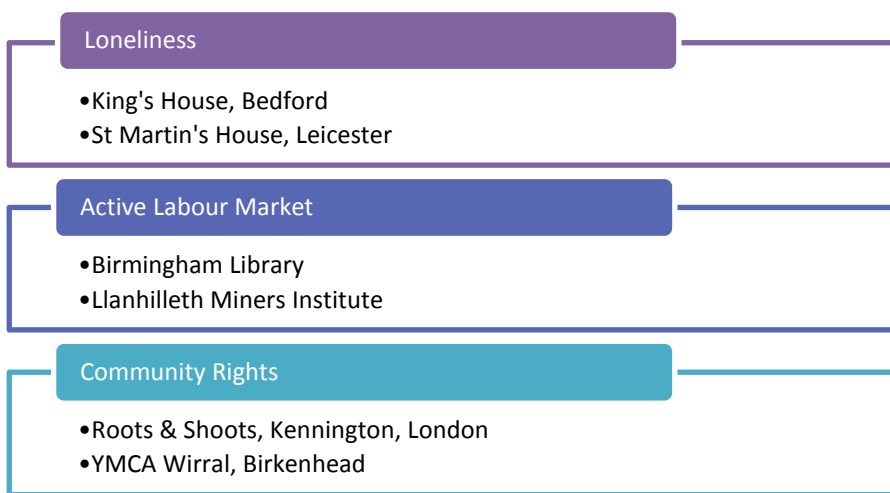 Loneliness
•King's House, Bedford
•St Martin's House, Leicester
Active Labour Market
•Birmingham Library
•Llanhilleth Miners Institute
Community Rights
•Roots & Shoots, Kennington, London
•YMCA Wirral, Birkenhead